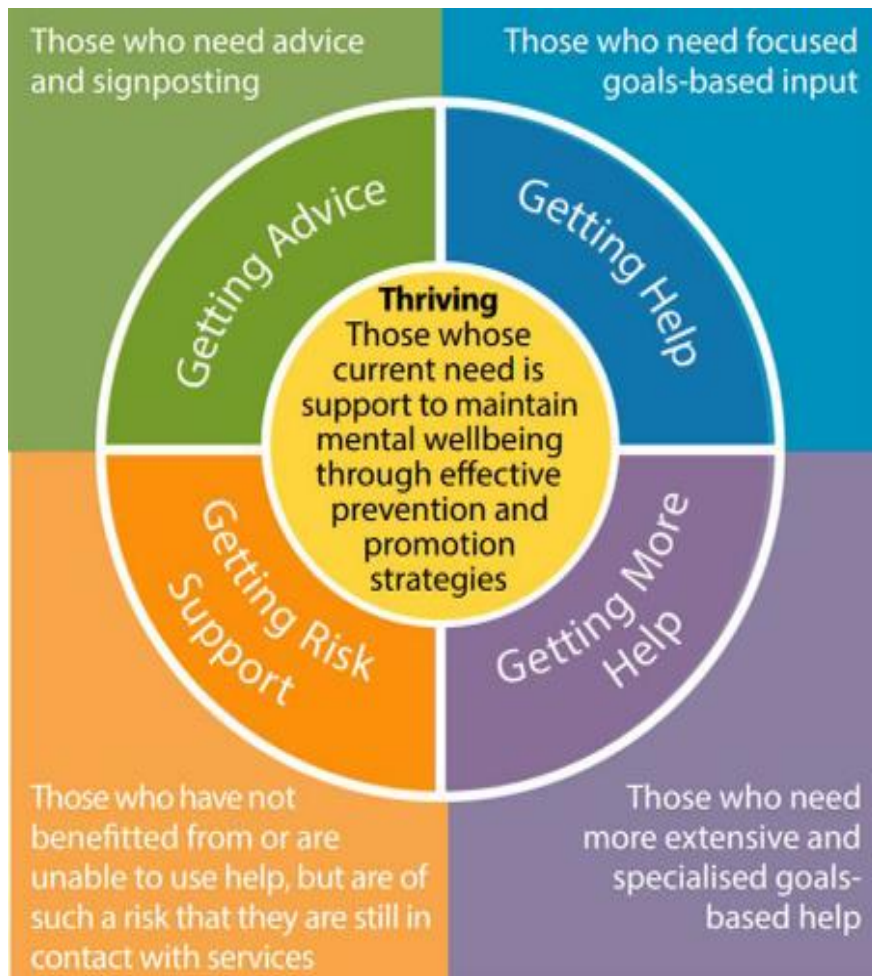 Those who need advice
and signposting
Those who need focused
goals-based input
Getting Advice
Getting Help
Thriving
Those whose
current need is
support to maintain
mental wellbeing
through effective
prevention and
promotion
strategies
Getting Risk
Support
Getting More
Help
Those who have not
benefitted from or are
unable to use help, but are of
such a risk that they are still in
contact with services
Those who need
more extensive and
specialised goals-
based help